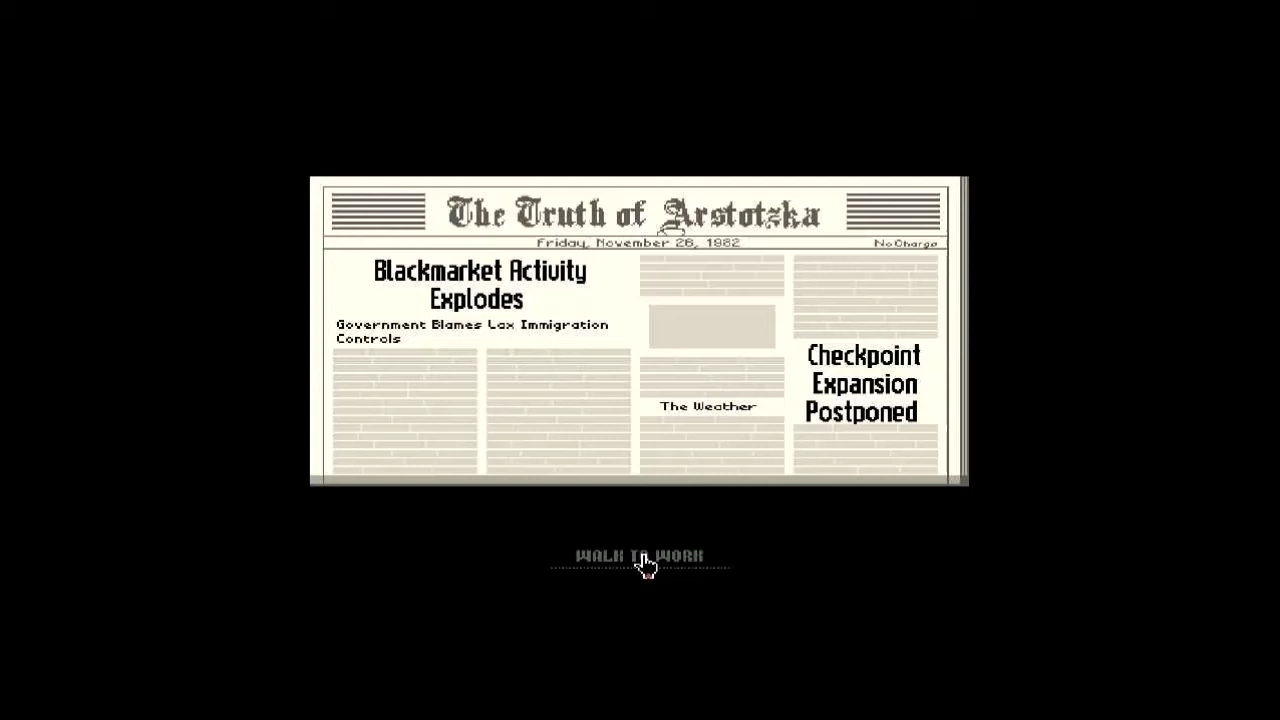 The Truth of Arstotzka
Friday, November 26, 1982
No Charge
Blackmarket Activity
Explodes
Government Blames Lax Immigration
Controls
The Weather
Checkpoint
Expansion
Postponed
WALK TO WORK